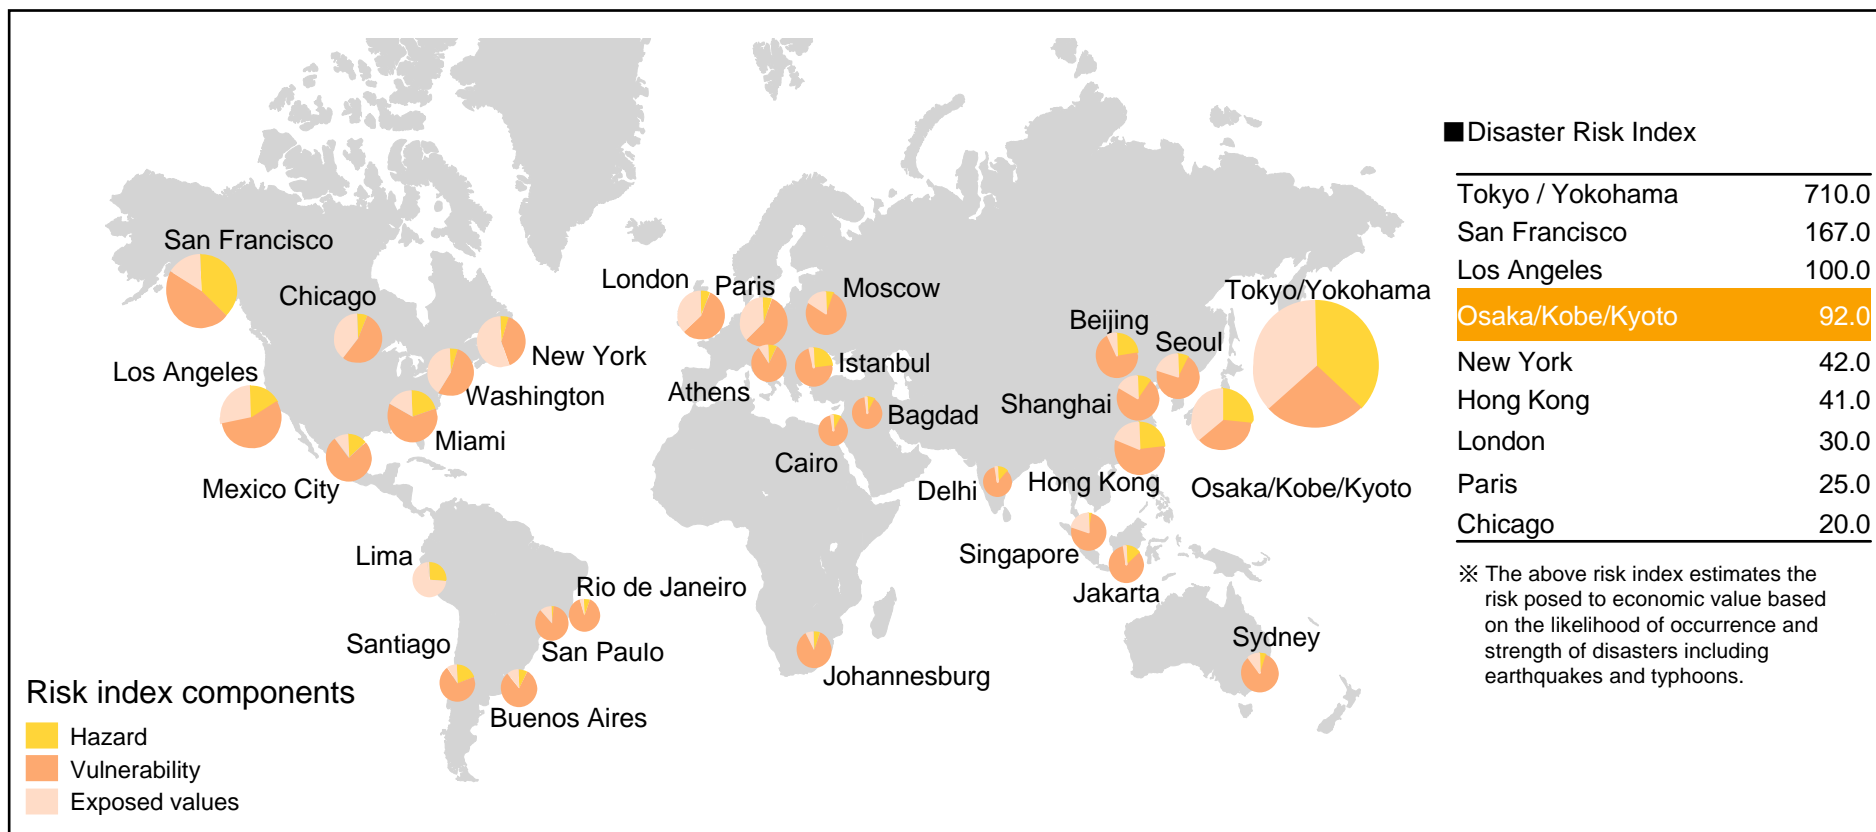 San Francisco
Chicago
Los Angeles
New York
Washington
Miami
Mexico City
Lima
Rio de Janeiro
Santiago
San Paulo
Buenos Aires
London
Paris
Moscow
Athens
Istanbul
Bagdad
Cairo
Johannesburg
Beijing
Seoul
Tokyo/Yokohama
Shanghai
Delhi
Hong Kong
Osaka/Kobe/Kyoto
Singapore
Jakarta
Sydney
Risk index components
Hazard
Vulnerability
Exposed values
■Disaster Risk Index
Tokyo / Yokohama 710.0
San Francisco 167.0
Los Angeles 100.0
Osaka/Kobe/Kyoto 92.0
New York 42.0
Hong Kong 41.0
London 30.0
Paris 25.0
Chicago 20.0
※ The above risk index estimates the
risk posed to economic value based
on the likelihood of occurrence and
strength of disasters including
earthquakes and typhoons.